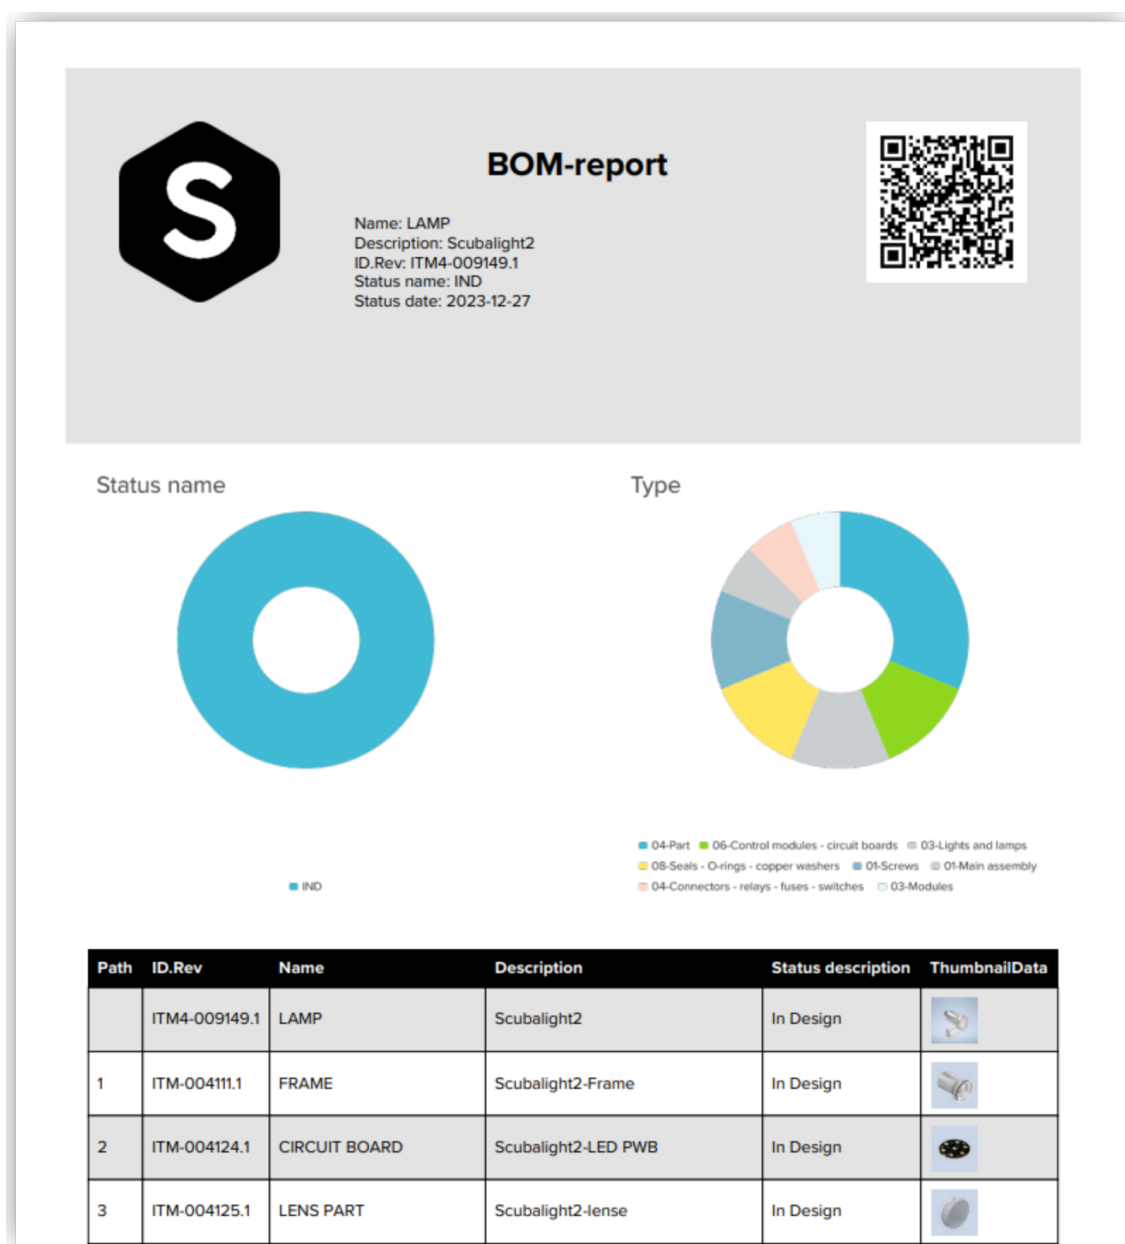 S
BOM-report
Name: LAMP
Description: Scubalight2
ID.Rev: ITM4-009149.1
Status name: IND
Status date: 2023-12-27
Status name
Type
IND
04-Part 06-Control modules - circuit boards 03-Lights and lamps
08-Seals - O-rings - copper washers 01-Screws 01-Main assembly
04-Connectors - relays - fuses - switches 03-Modules
Path ID.Rev Name Description Status description ThumbnailData
ITM4-009149.1 LAMP Scubalight2 In Design
1 ITM-004111.1 FRAME Scubalight2-Frame In Design
2 ITM-004124.1 CIRCUIT BOARD Scubalight2-LED PWB In Design
3 ITM-004125.1 LENS PART Scubalight2-lense In Design